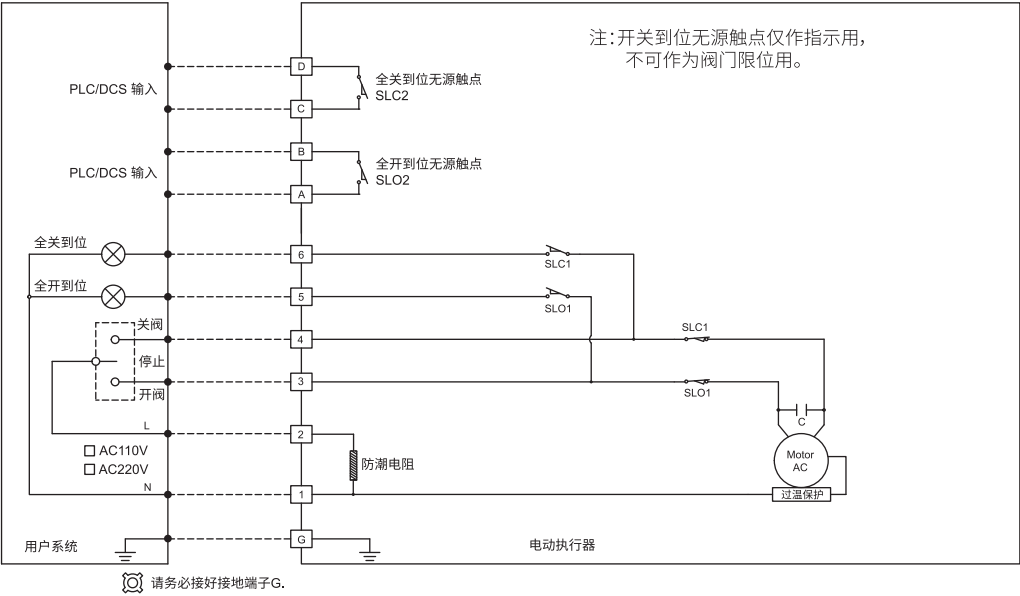 注：开关到位无源触点仅作指示用，
不可作为阀门限位用。
D
PLC/DCS 输入
全关到位无源触点
SLC2
C
B
PLC/DCS 输入
全开到位无源触点
SLO2
A
全关到位
6
SLC1
全开到位
5
SLO1
关阀
4
SLC1
停止
3
SLO1
开阀
C
L
2
AC110V
AC220V
防潮电阻
Motor
AC
N
1
过温保护
G
用户系统
电动执行器
请务必接好接地端子G.